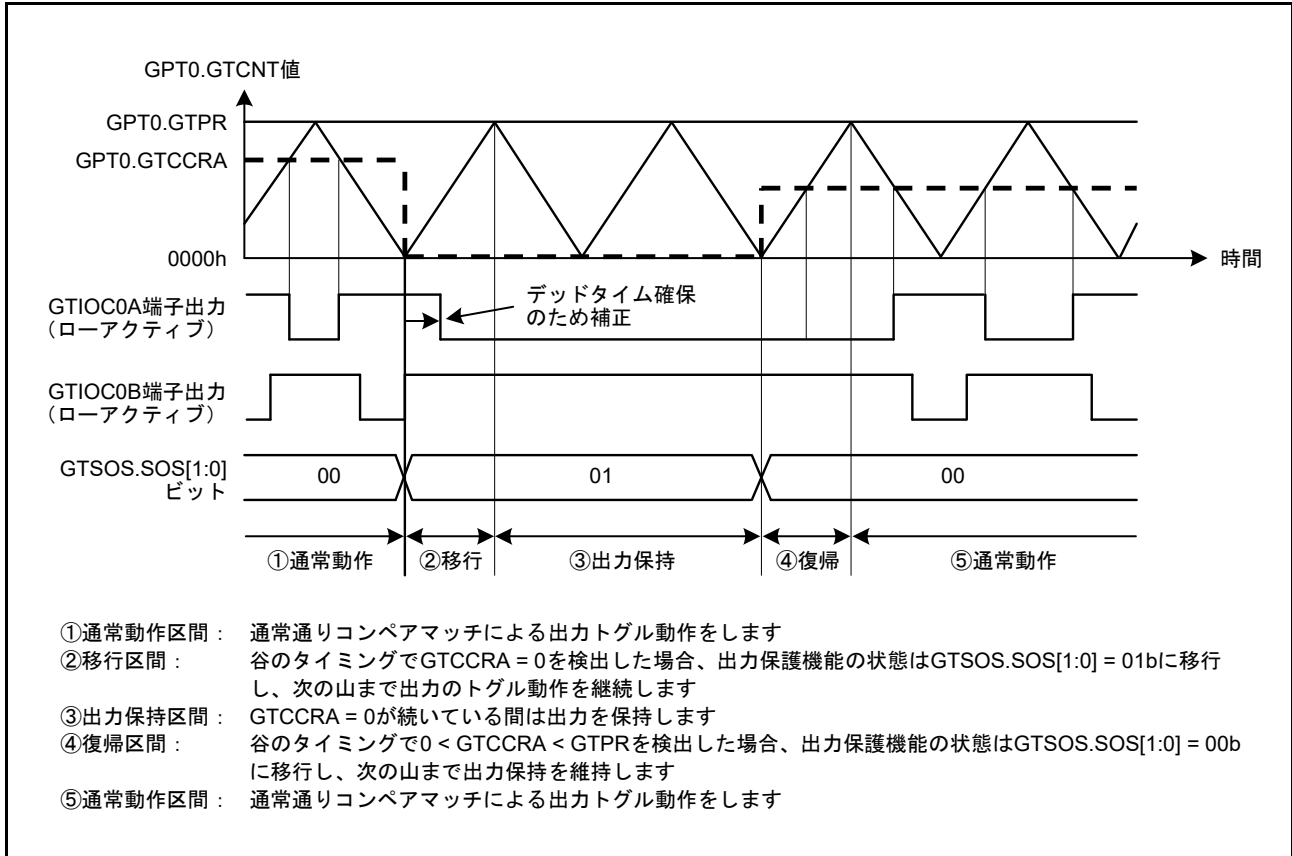 GPT0.GTCNT値
GPT0.GTPR
GPT0.GTCCRA
0000h
時間
GTIOC0A端子出力
(ローアクティブ)
デッドタイム確保
のため補正
GTIOC0B端子出力
(ローアクティブ)
GTSOS.SOS[1:0]
ビット
00
01
00
①通常動作
②移行
③出力保持
④復帰
⑤通常動作
①通常動作区間: 通常通りコンペアマッチによる出力トグル動作をします
②移行区間: 谷のタイミングでGTCCRA = 0を検出した場合、出力保護機能の状態はGTSOS.SOS[1:0] = 01bに移行
し、次の山まで出力のトグル動作を継続します
③出力保持区間: GTCCRA = 0が続いている間は出力を保持します
④復帰区間: 谷のタイミングで0 < GTCCRA < GTPRを検出した場合、出力保護機能の状態はGTSOS.SOS[1:0] = 00b
に移行し、次の山まで出力保持を維持します
⑤通常動作区間: 通常通りコンペアマッチによる出力トグル動作をします